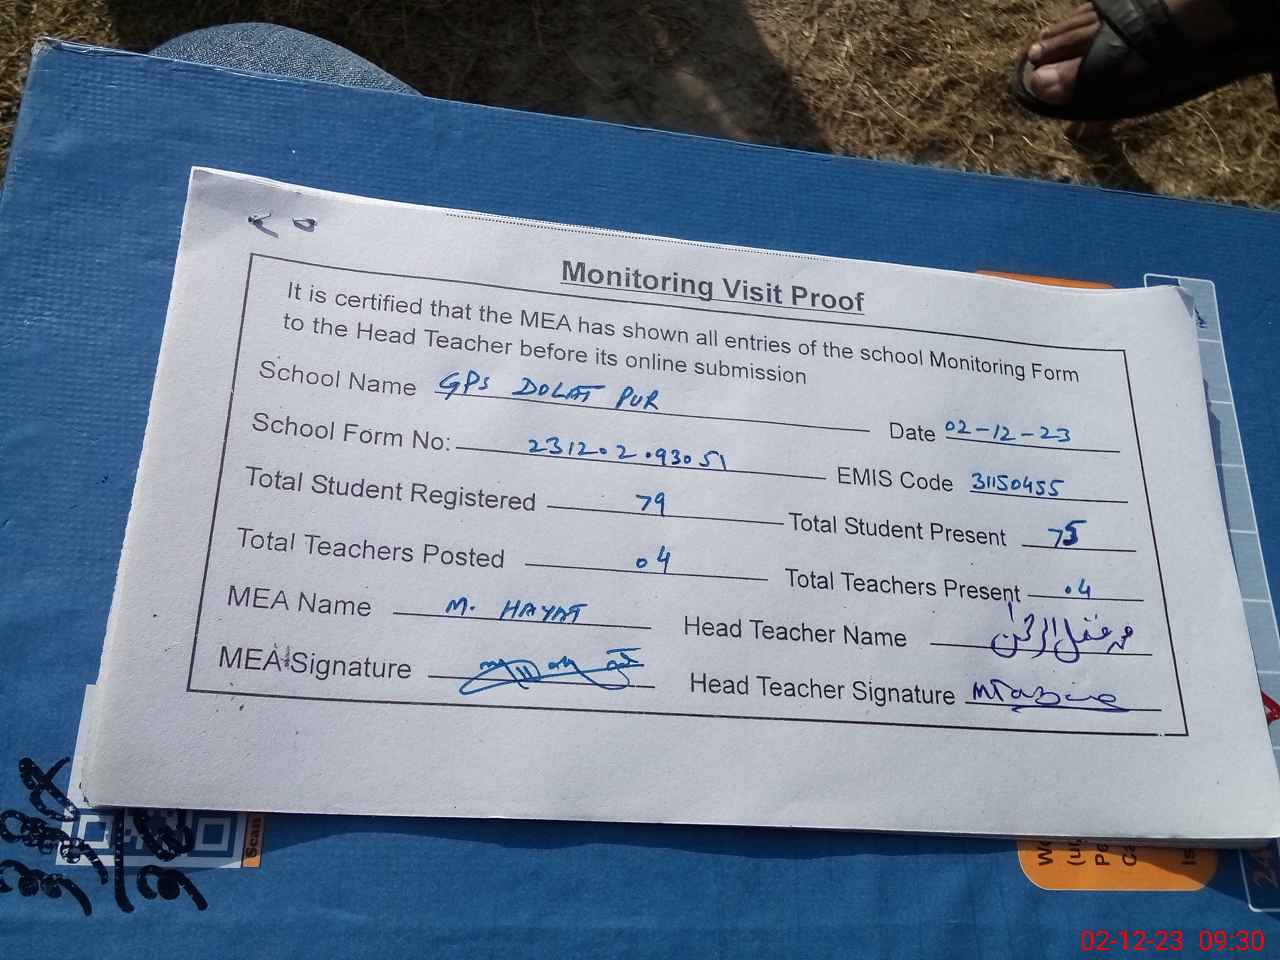 Monitoring Visit Proof
It is certified that the MEA has shown all entries of the school Monitoring Form
to the Head Teacher before its online submission
School Name GPS DOLAT PUR
Date 02-12-23
School Form No: 2312.2.93051
EMIS Code 31150455
Total Student Registered 79
Total Student Present 75
Total Teachers Posted 04
Total Teachers Present 04
MEA Name M. HAYAT
Head Teacher Name
MEA Signature
Head Teacher Signature
Scan
02-12-23 09:30